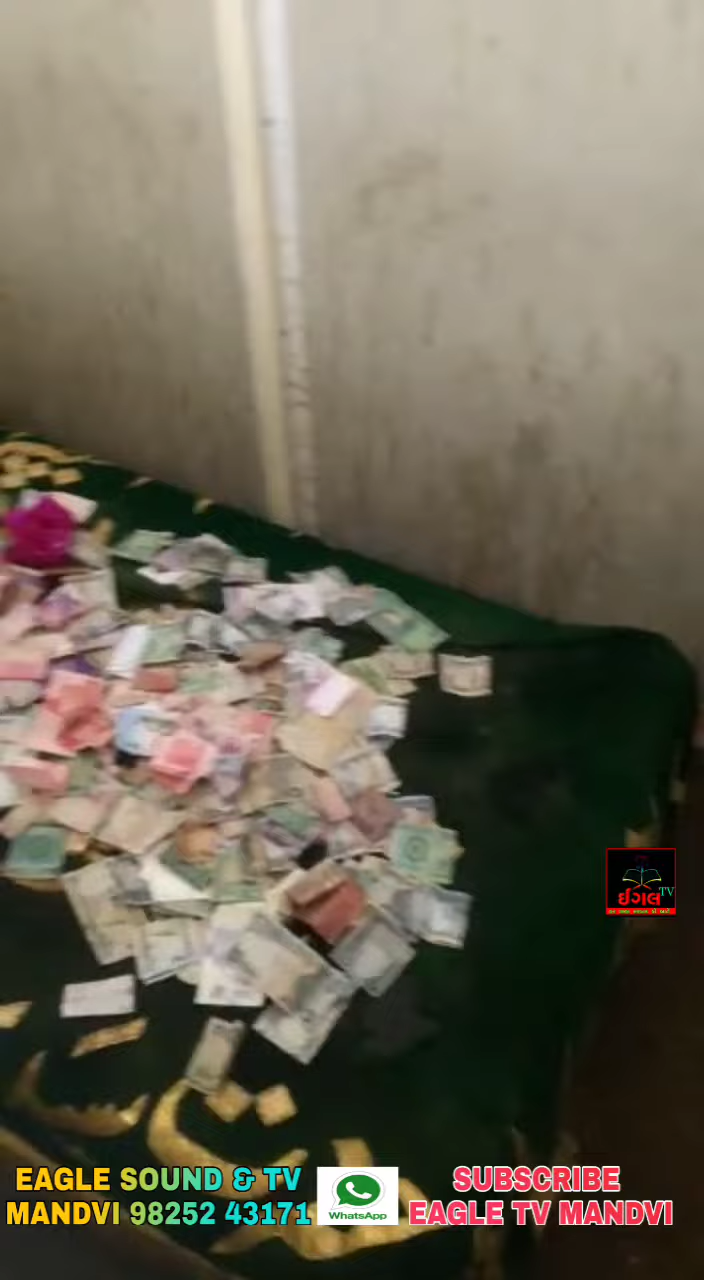 ઈગલ TV
EAGLE SOUND & TV
MANDVI 98252 43171
WhatsApp
SUBSCRIBE
EAGLE TV MANDVI